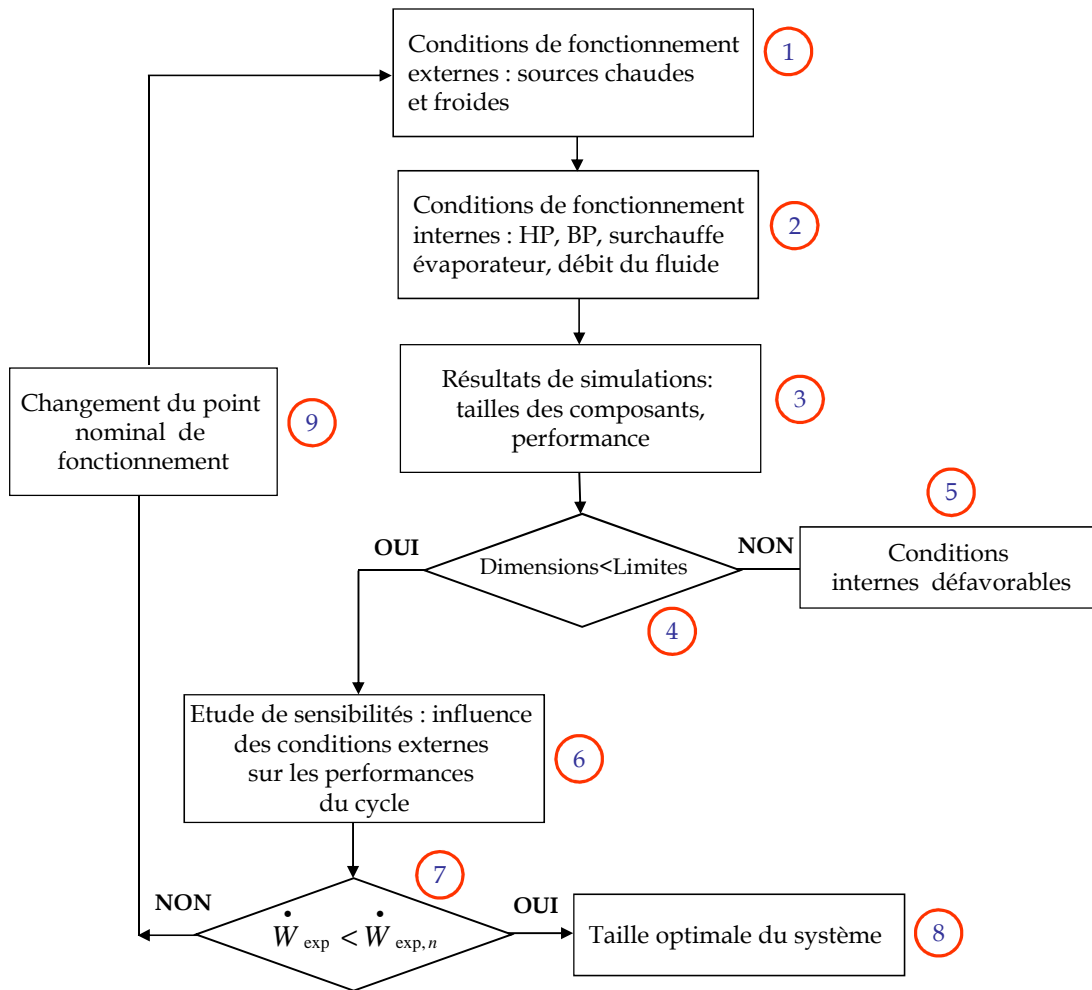 Conditions de fonctionnement
externes : sources chaudes
et froides
1
Conditions de fonctionnement
internes : HP, BP, surchauffe
évaporateur, débit du fluide
2
Résultats de simulations:
tailles des composants,
performance
3
Changement du point
nominal de
fonctionnement
9
OUI
Dimensions<Limites
NON
4
5
Conditions
internes défavorables
Etude de sensibilités : influence
des conditions externes
sur les performances
du cycle
6
7
NON
Ẇ exp < Ẇ exp, n
OUI
Taille optimale du système
8